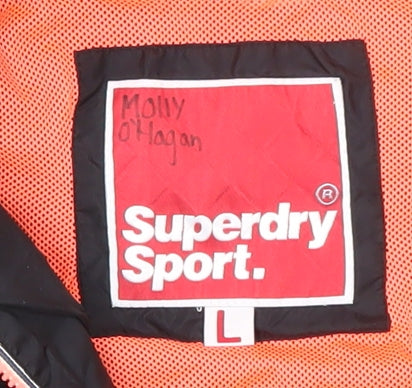 Molly
O'Hagan
®
Superdry
Sport.
L